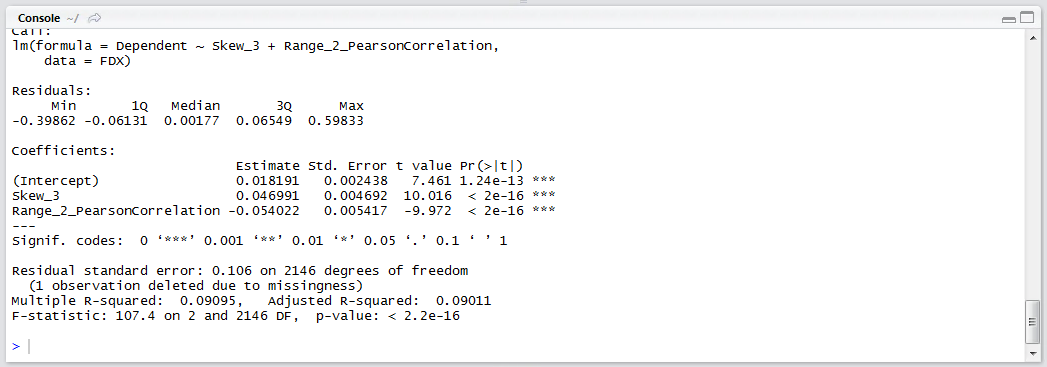 Console ~/
Call:
lm(formula = Dependent ~ Skew_3 + Range_2_PearsonCorrelation,
    data = FDX)
Residuals:
     Min       1Q   Median       3Q      Max
-0.39862 -0.06131  0.00177  0.06549  0.59833
Coefficients:
                            Estimate Std. Error t value Pr(>|t|)
(Intercept)                 0.018191   0.002438   7.461 1.24e-13 ***
Skew_3                      0.046991   0.004692  10.016  < 2e-16 ***
Range_2_PearsonCorrelation -0.054022   0.005417  -9.972  < 2e-16 ***
---
Signif. codes:  0 ‘***’ 0.001 ‘**’ 0.01 ‘*’ 0.05 ‘.’ 0.1 ‘ ’ 1
Residual standard error: 0.106 on 2146 degrees of freedom
  (1 observation deleted due to missingness)
Multiple R-squared:  0.09095,	Adjusted R-squared:  0.09011
F-statistic: 107.4 on 2 and 2146 DF,  p-value: < 2.2e-16
>